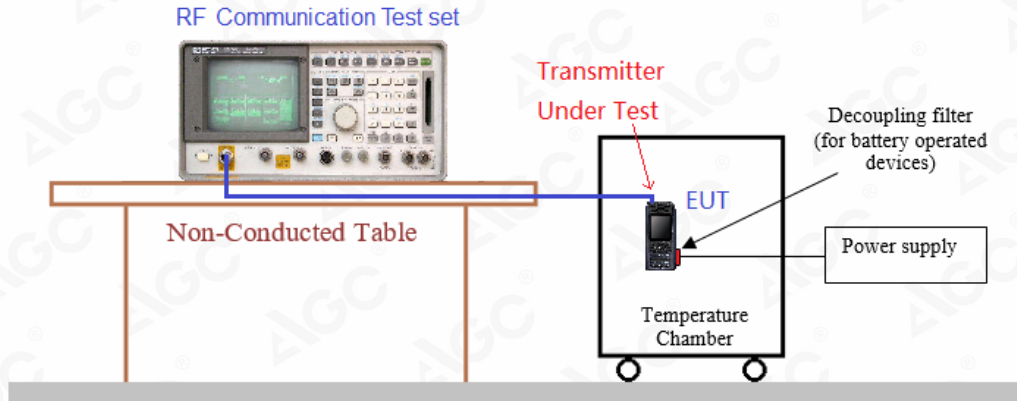 RF Communication Test set
Transmitter
Under Test
Decoupling filter
(for battery operated
devices)
EUT
Non-Conducted Table
Power supply
Temperature
Chamber
AGC